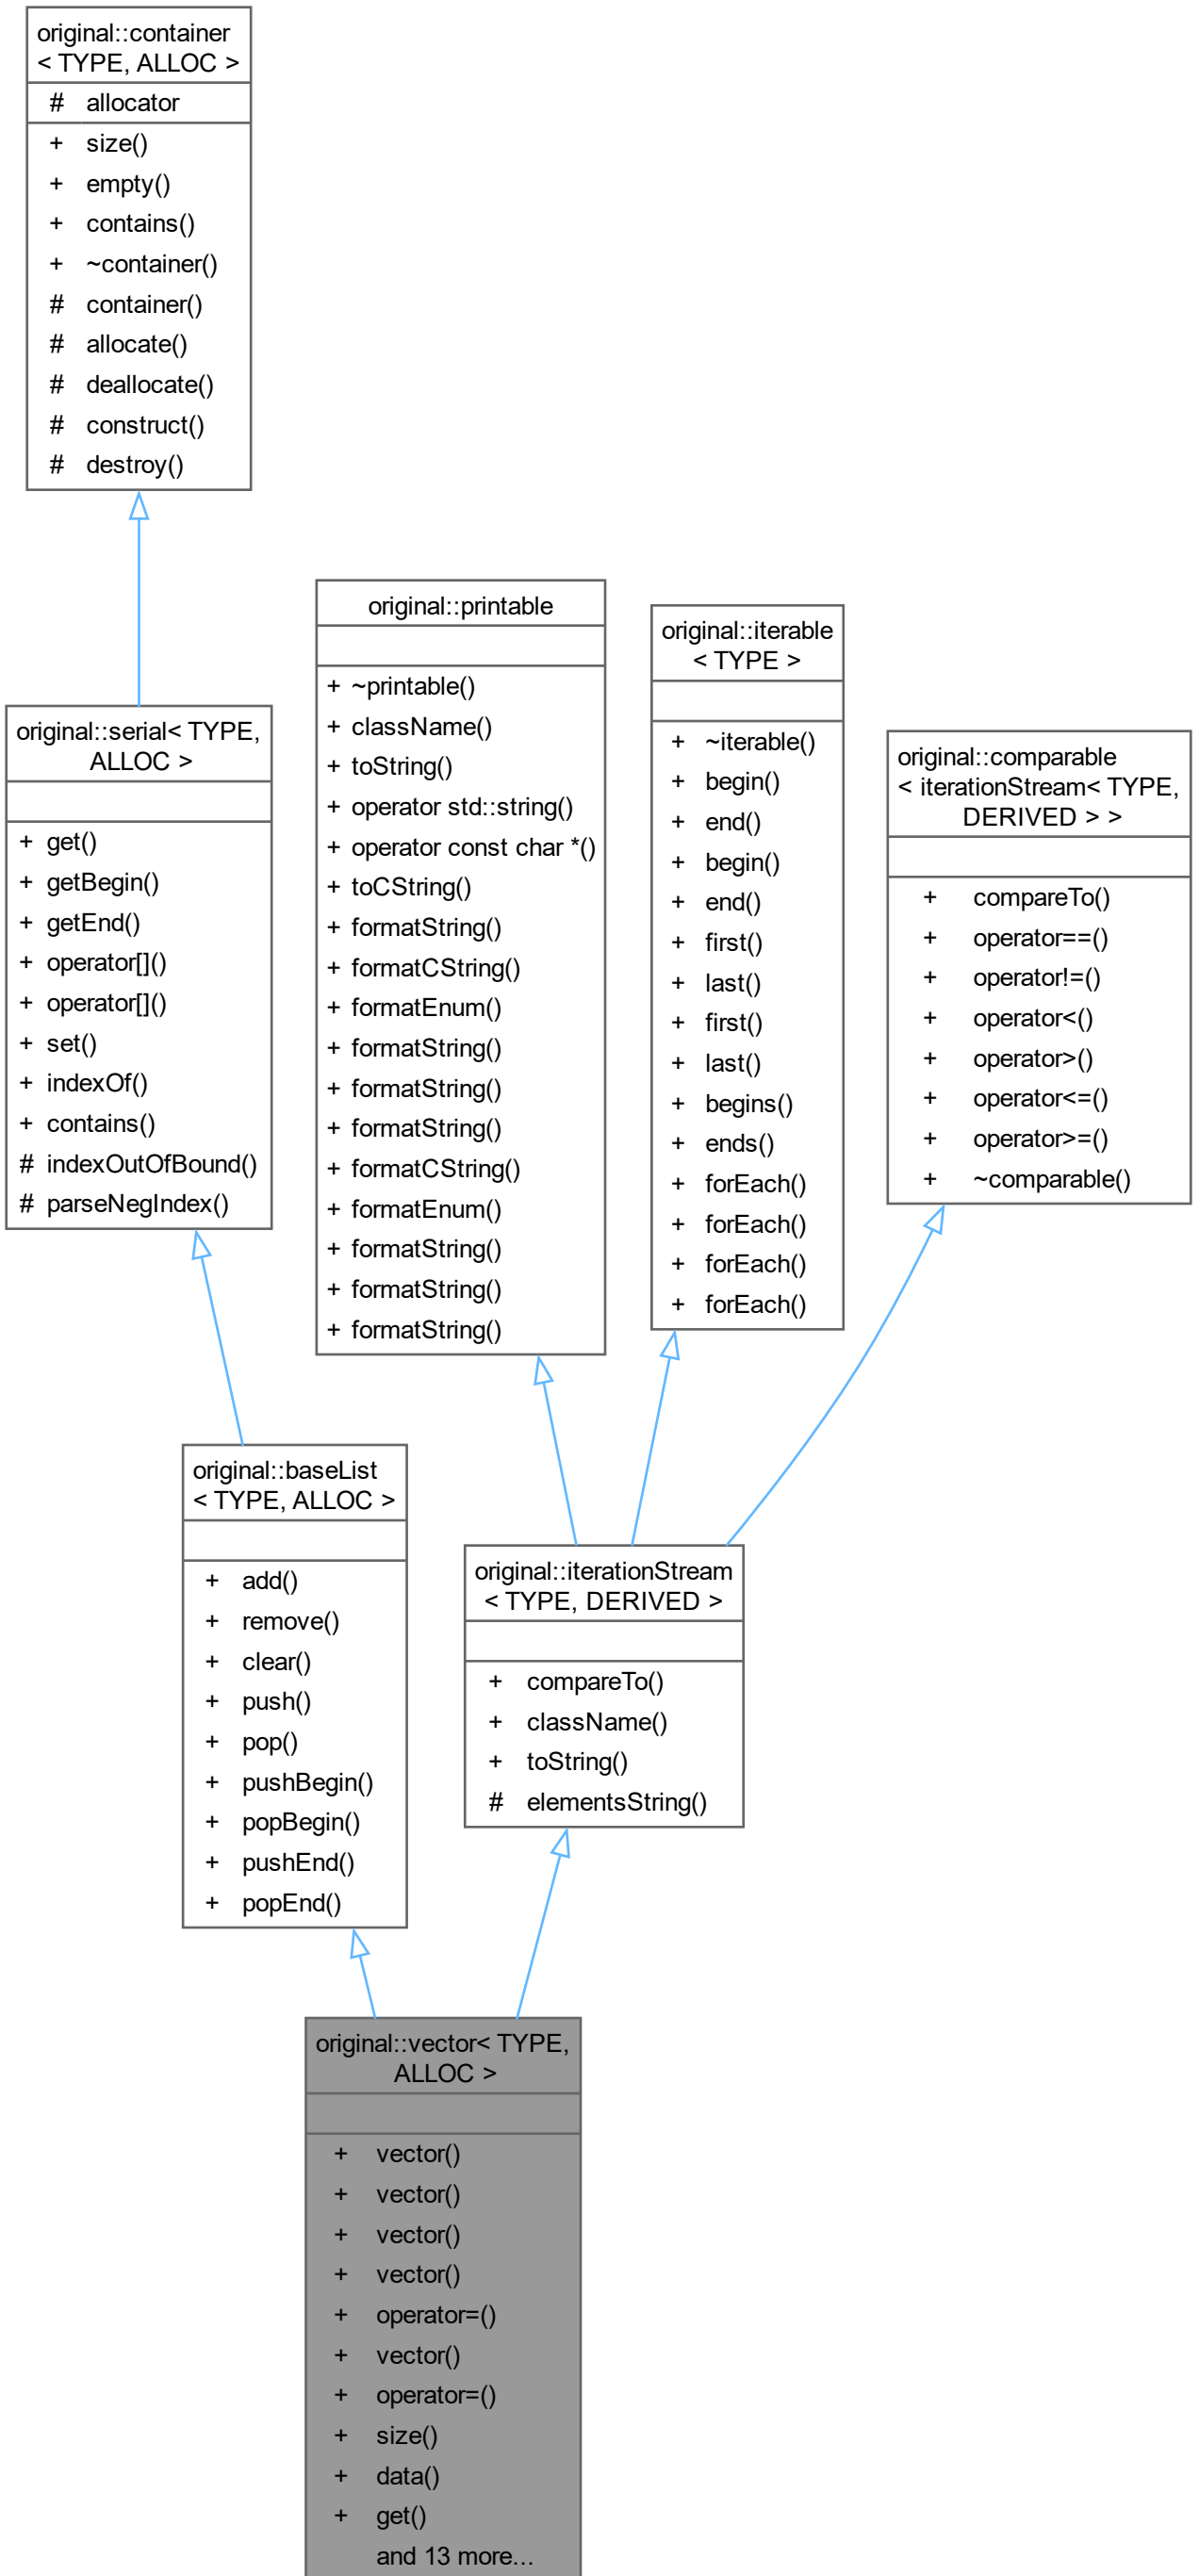 original::container
< TYPE, ALLOC >
# allocator
+ size()
+ empty()
+ contains()
+ ~container()
# container()
# allocate()
# deallocate()
# construct()
# destroy()
original::serial< TYPE,
ALLOC >
+ get()
+ getBegin()
+ getEnd()
+ operator[]()
+ operator[]()
+ set()
+ indexOf()
+ contains()
# indexOutOfBound()
# parseNegIndex()
original::printable
+ ~printable()
+ className()
+ toString()
+ operator std::string()
+ operator const char *()
+ toCString()
+ formatString()
+ formatCString()
+ formatEnum()
+ formatString()
+ formatString()
+ formatString()
+ formatCString()
+ formatEnum()
+ formatString()
+ formatString()
+ formatString()
original::iterable
< TYPE >
+ ~iterable()
+ begin()
+ end()
+ begin()
+ end()
+ first()
+ last()
+ first()
+ last()
+ begins()
+ ends()
+ forEach()
+ forEach()
+ forEach()
+ forEach()
original::comparable
< iterationStream< TYPE,
DERIVED > >
+ compareTo()
+ operator==()
+ operator!=()
+ operator<()
+ operator>()
+ operator<=()
+ operator>=()
+ ~comparable()
original::baseList
< TYPE, ALLOC >
+ add()
+ remove()
+ clear()
+ push()
+ pop()
+ pushBegin()
+ popBegin()
+ pushEnd()
+ popEnd()
original::iterationStream
< TYPE, DERIVED >
+ compareTo()
+ className()
+ toString()
# elementsString()
original::vector< TYPE,
ALLOC >
+ vector()
+ vector()
+ vector()
+ vector()
+ operator=()
+ vector()
+ operator=()
+ size()
+ data()
+ get()
and 13 more...